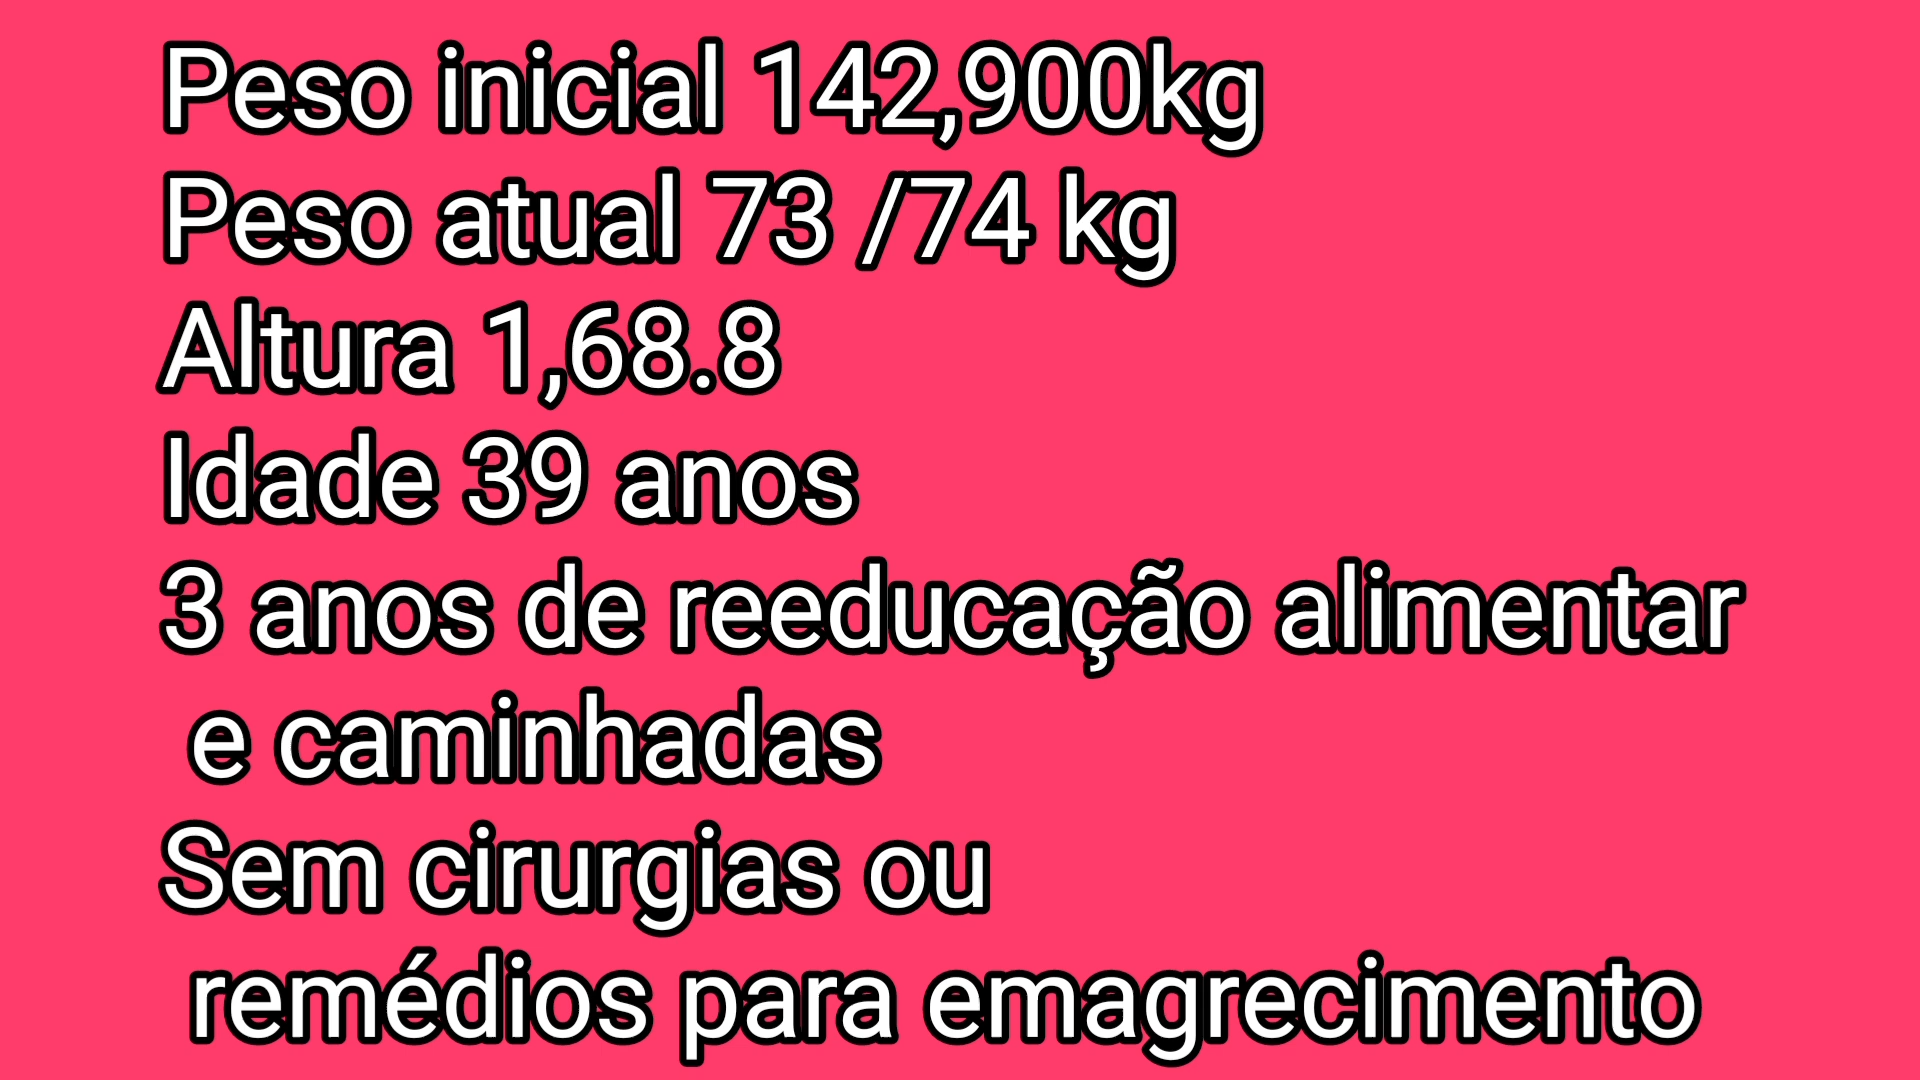 Peso inicial 142,900kg
Peso atual 73 /74 kg
Altura 1,68.8
Idade 39 anos
3 anos de reeducação alimentar
e caminhadas
Sem cirurgias ou
remédios para emagrecimento